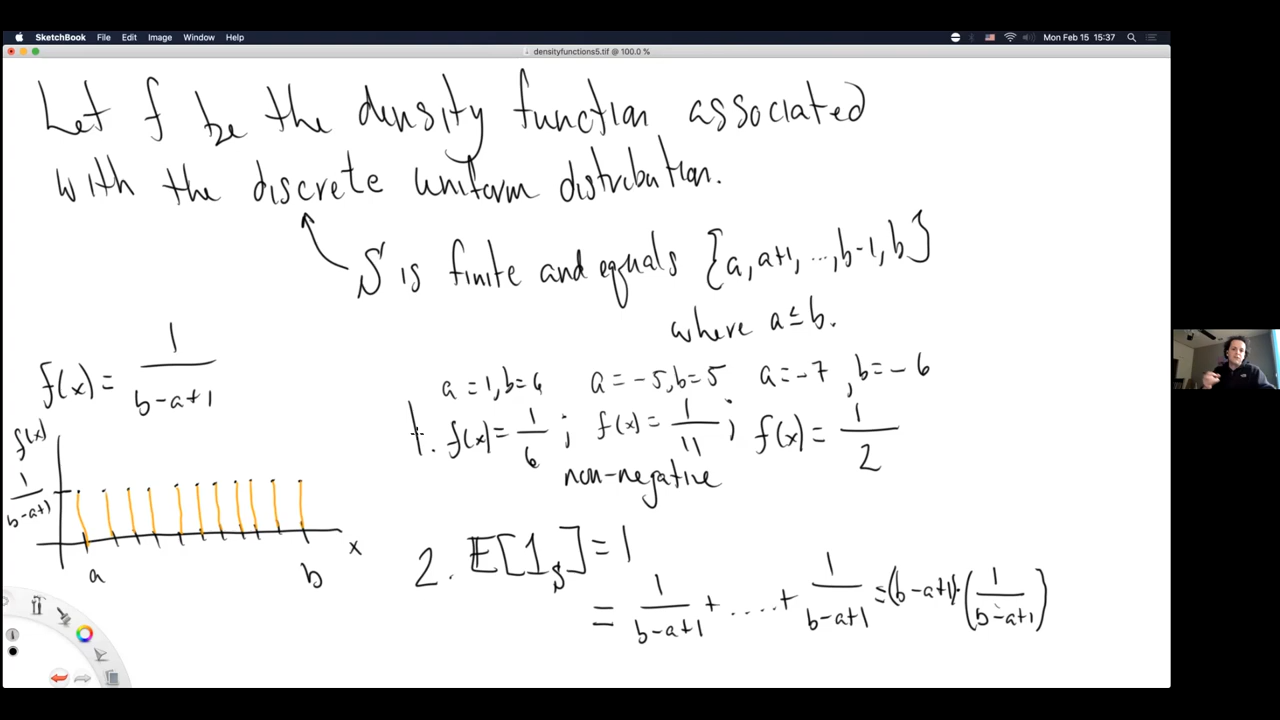 SketchBook File Edit Image Window Help Mon Feb 15 15:37
densityfunctions5.tif @ 100.0 %
Let f be the density function associated
with the discrete uniform distribution.
S is finite and equals {a, a+1, ..., b-1, b}
where a ≤ b.
f(x) = 1/(b-a+1)
a = 1, b = 6 a = -5, b = 5 a = -7, b = -6
1. f(x) = 1/6 ; f(x) = 1/11 ; f(x) = 1/2
non-negative
f(x)
1/(b-a+1)
a b x
2. E[1_S] = 1
= 1/(b-a+1) + .... + 1/(b-a+1) = (b-a+1)·(1/(b-a+1))